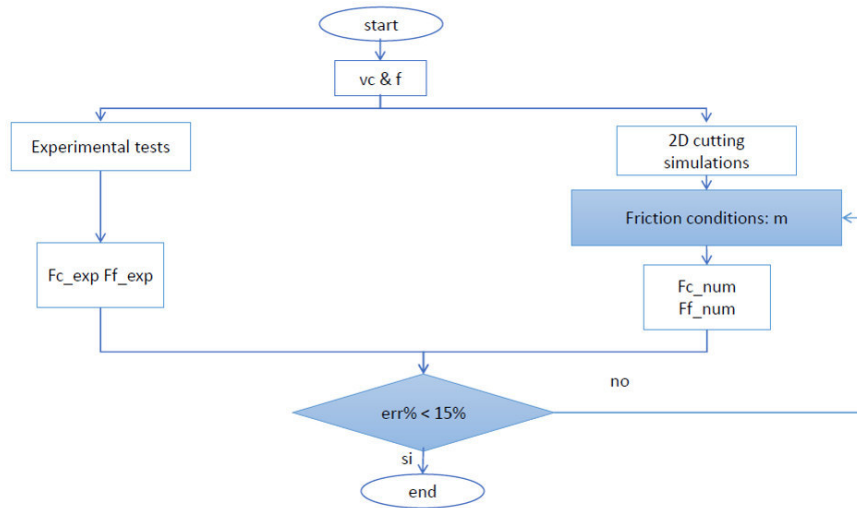 start
vc & f
Experimental tests
2D cutting
simulations
Friction conditions: m
Fc_exp Ff_exp
Fc_num
Ff_num
no
err% < 15%
si
end